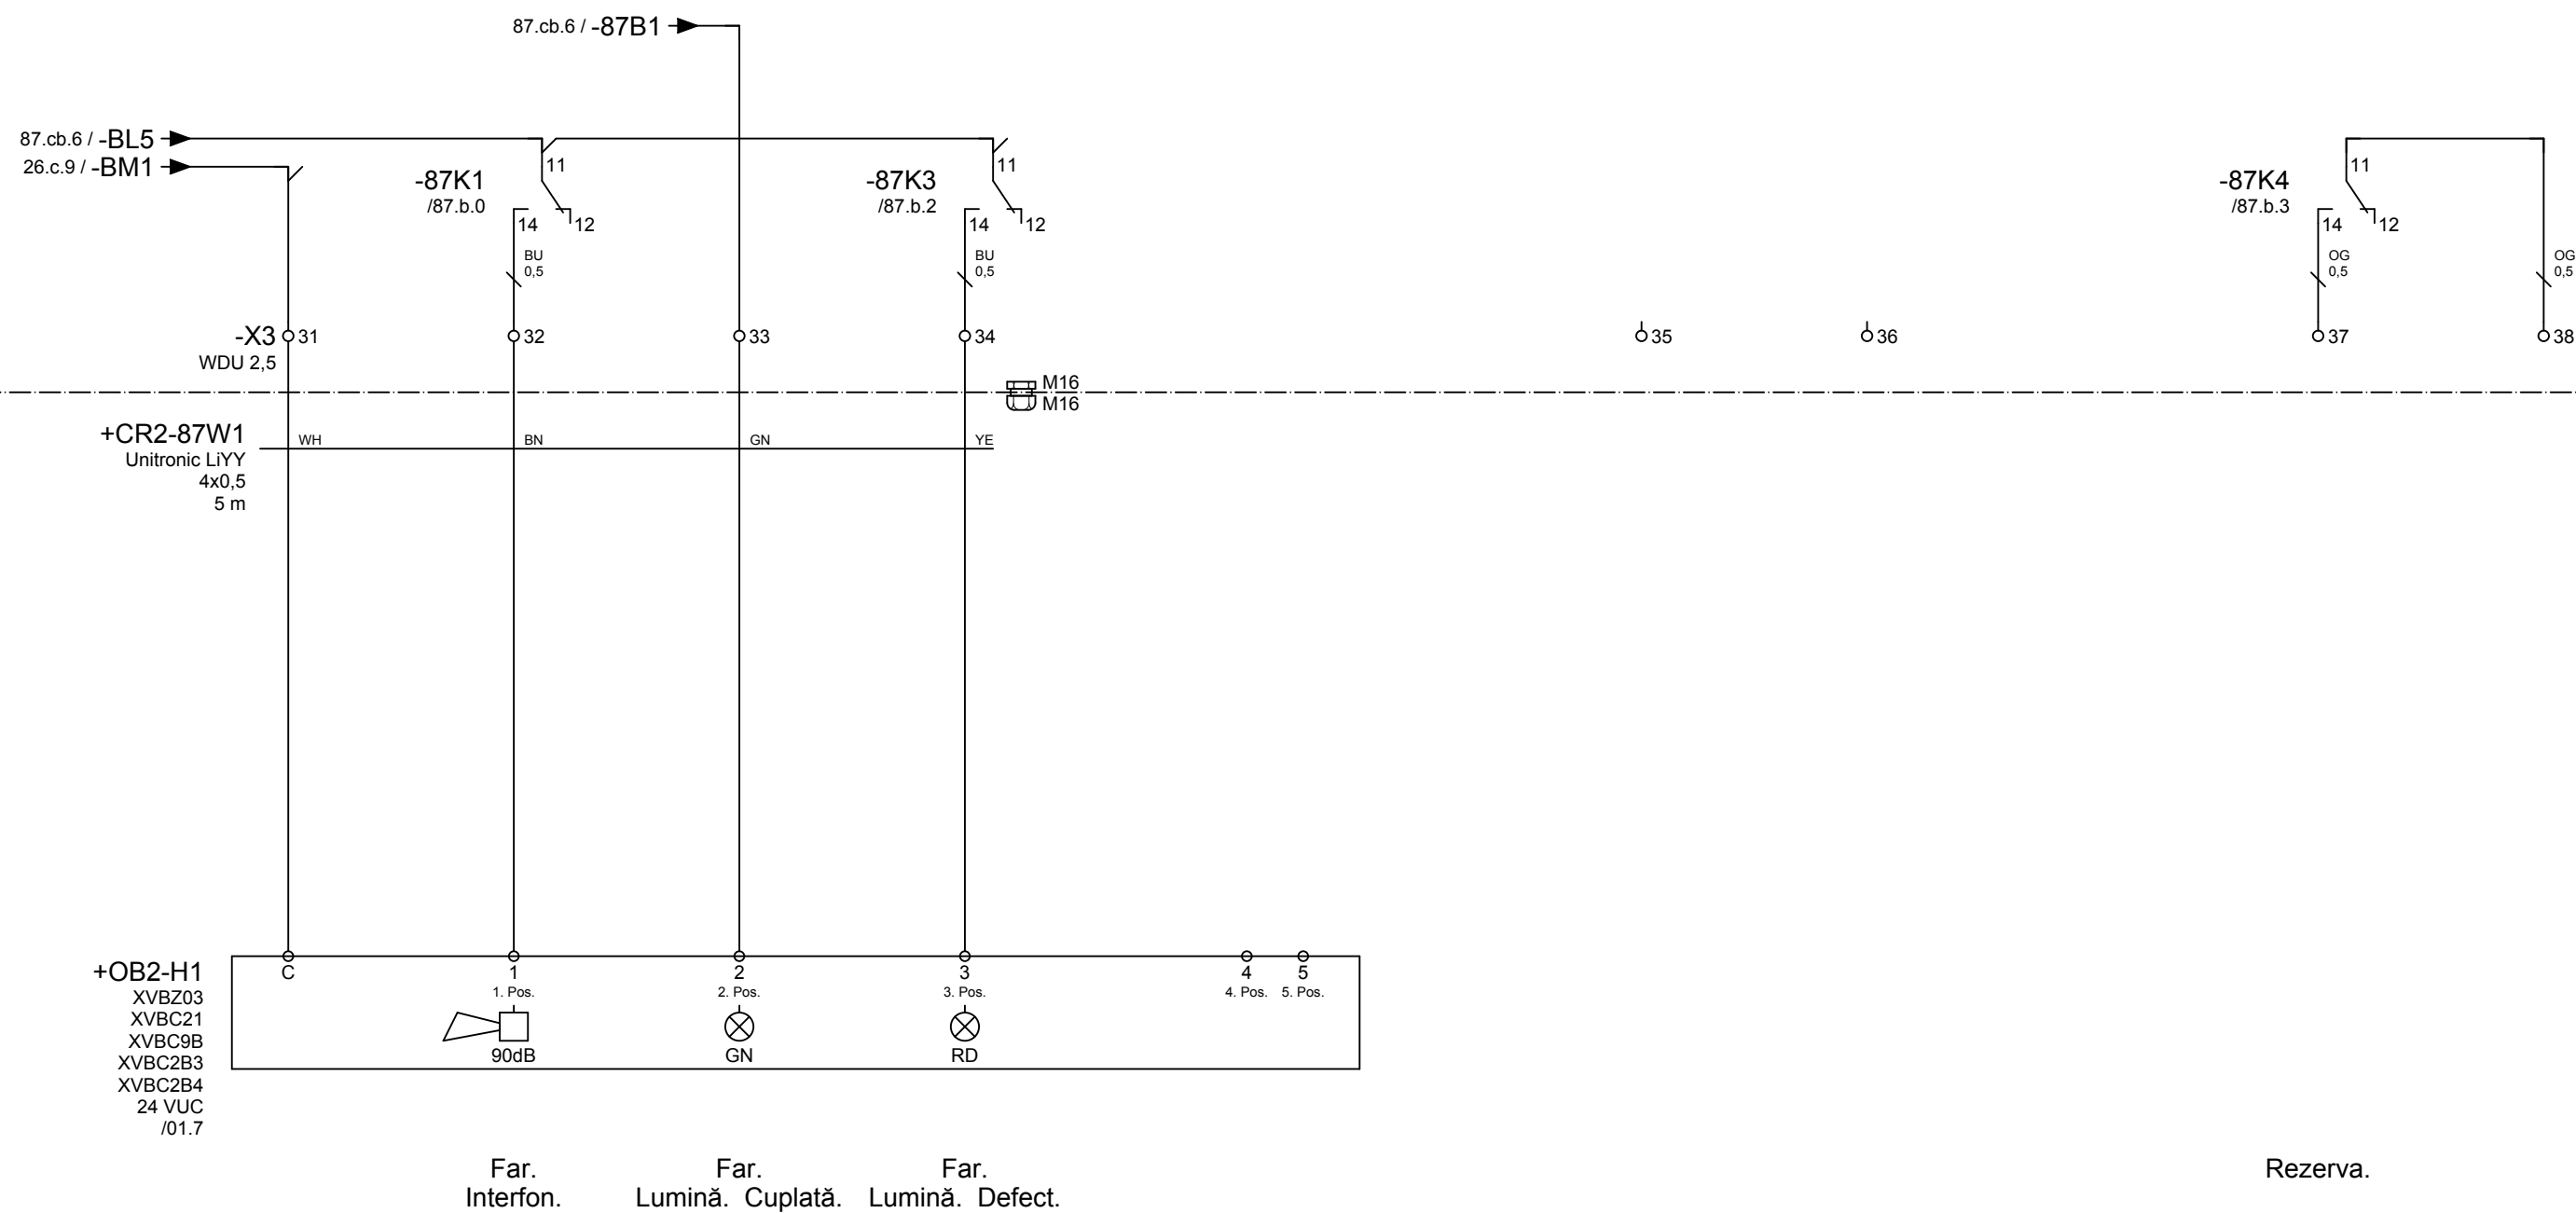 87.cb.6 / -87B1
87.cb.6 / -BL5
26.c.9 / -BM1
11
11
11
-87K1
-87K3
-87K4
/87.b.0
/87.b.2
/87.b.3
14 12
14 12
14 12
BU
0,5
BU
0,5
OG
0,5
OG
0,5
-X3 31 32 33 34 35 36 37 38
WDU 2,5
M16
M16
+CR2-87W1
WH BN GN YE
Unitronic LiYY
4x0,5
5 m
+OB2-H1
C 1 2 3 4 5
1. Pos. 2. Pos. 3. Pos. 4. Pos. 5. Pos.
XVBZ03
XVBC21
XVBC9B
XVBC2B3
XVBC2B4
24 VUC
/01.7
90dB GN RD
Far.
Interfon.
Far.
Lumină. Cuplată.
Far.
Lumină. Defect.
Rezerva.